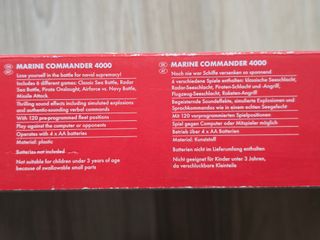 MARINE COMMANDER 4000
Lose yourself in the battle for naval supremacy!
Includes 6 different games: Classic Sea Battle, Radar
Sea Battle, Pirate Onslaught, Airforce vs. Navy Battle,
Missile Attack.
Thrilling sound effects including simulated explosions
and authentic-sounding verbal commands
With 120 pre-programmed fleet positions
Play against the computer or opponents
Operates with 4 x AA batteries
Material: plastic
Batteries not included
Not suitable for children under 3 years of age
because of swallowable small parts
MARINE COMMANDER 4000
Noch nie war Schiffe versenken so spannend
6 verschiedene Spiele enthalten: klassische Seeschlacht,
Radar-Seeschlacht, Piraten-Schlacht und -Angriff,
Flugzeug-Seeschlacht, Raketen-Angriff
Begeisternde Soundeffekte, simulierte Explosionen und
Sprachkommandos wie in einem echten Seegefecht
Mit 120 vorprogrammierten Spielpositionen
Spiel gegen Computer oder Mitspieler möglich
Betrieb über 4 x AA Batterien
Material: Kunststoff
Batterien nicht im Lieferumfang enthalten
Nicht geeignet für Kinder unter 3 Jahren,
da verschluckbare Kleinteile